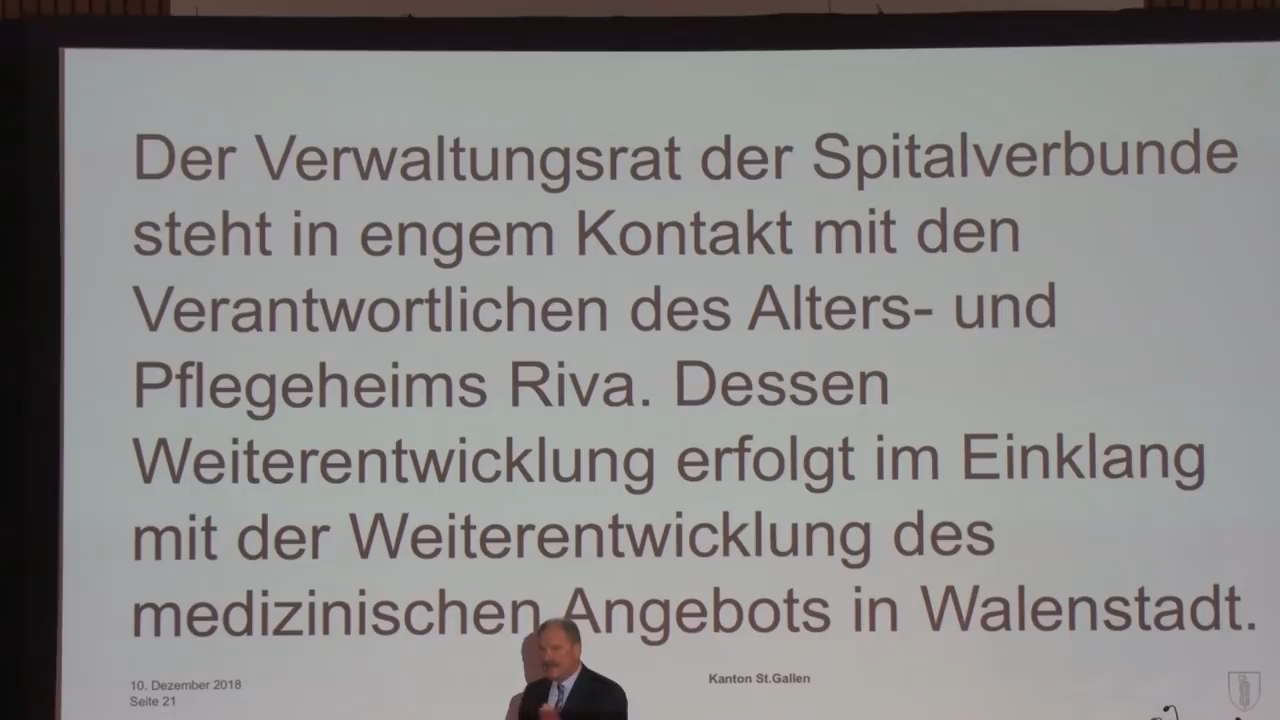 Der Verwaltungsrat der Spitalverbunde
steht in engem Kontakt mit den
Verantwortlichen des Alters- und
Pflegeheims Riva. Dessen
Weiterentwicklung erfolgt im Einklang
mit der Weiterentwicklung des
medizinischen Angebots in Walenstadt.
10. Dezember 2018
Seite 21
Kanton St.Gallen